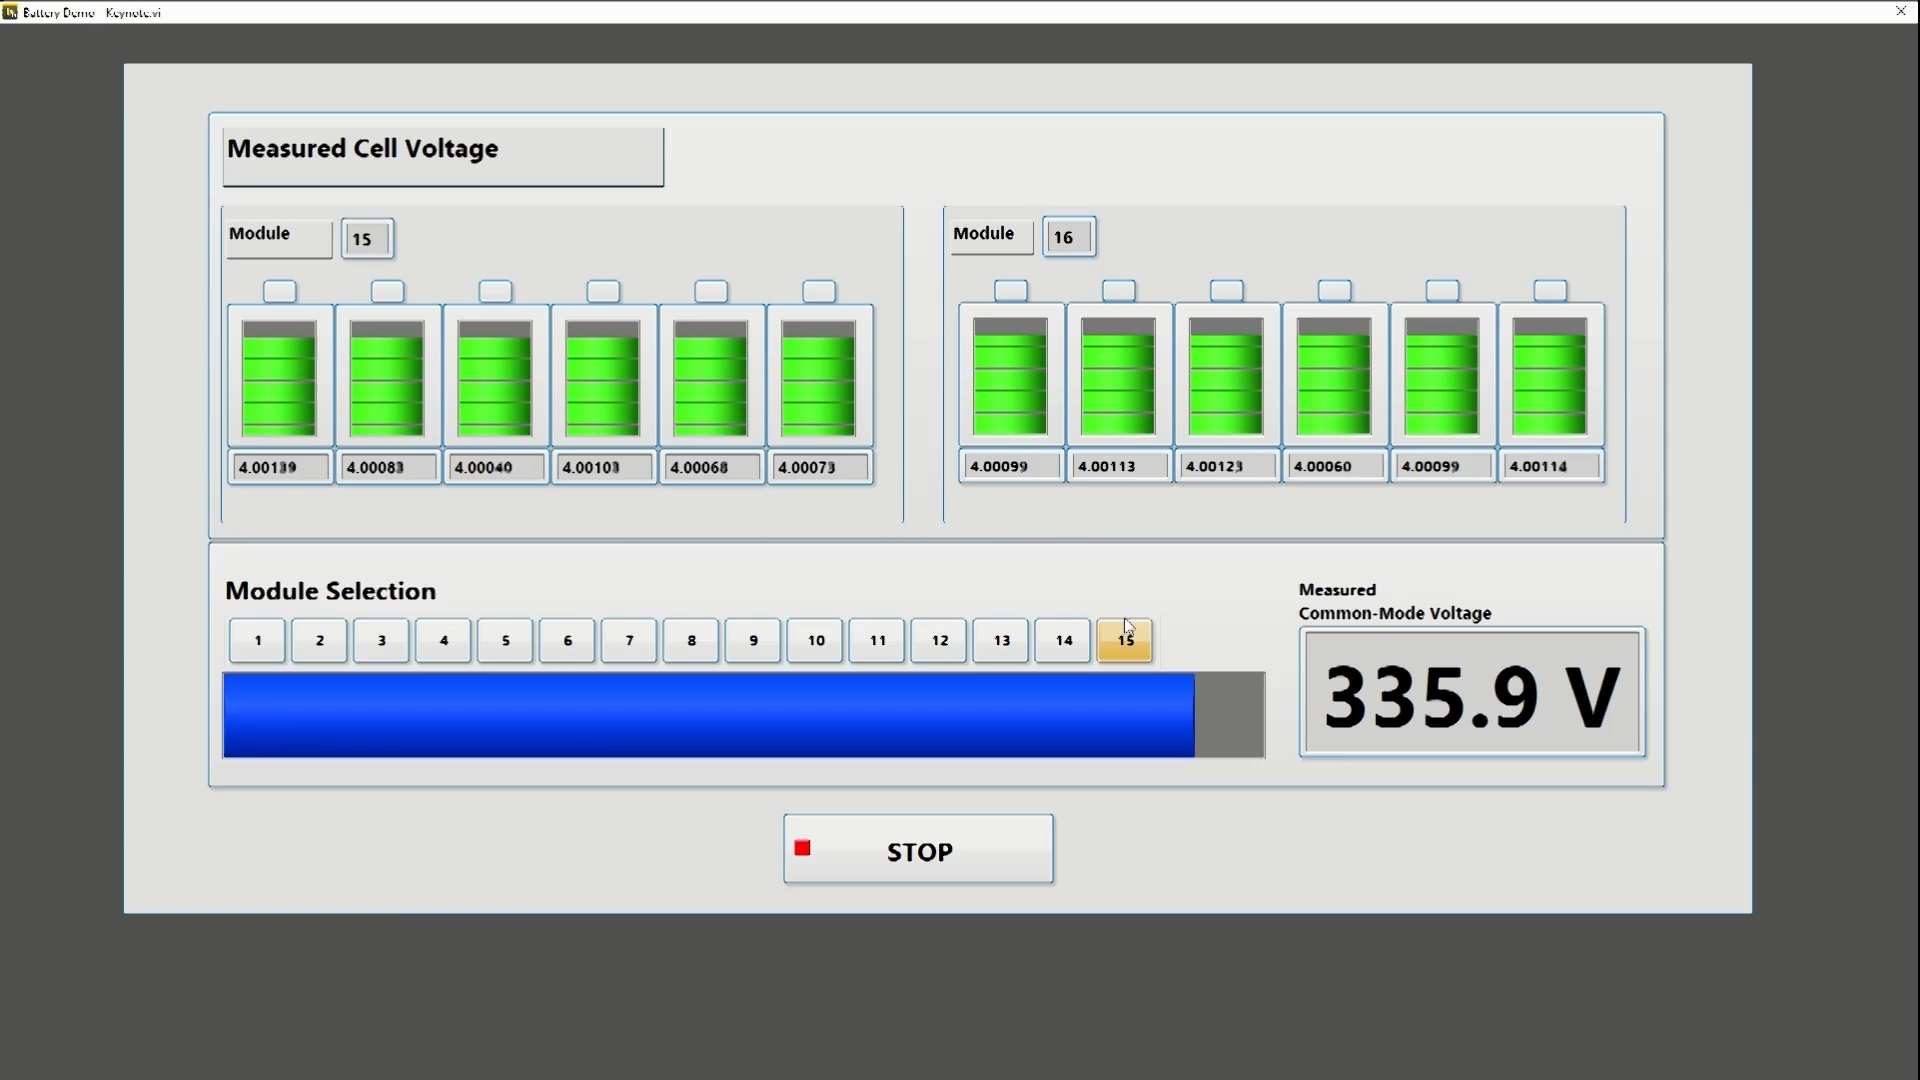 Battery Demo - Keynote.vi
Measured Cell Voltage
Module 15
Module 16
4.00083 4.00040 4.00103 4.00068 4.00073
4.00099 4.00113 4.00123 4.00060 4.00099 4.00114
Module Selection
Measured
Common-Mode Voltage
1 2 3 4 5 6 7 8 9 10 11 12 13 14 15
335.9 V
STOP